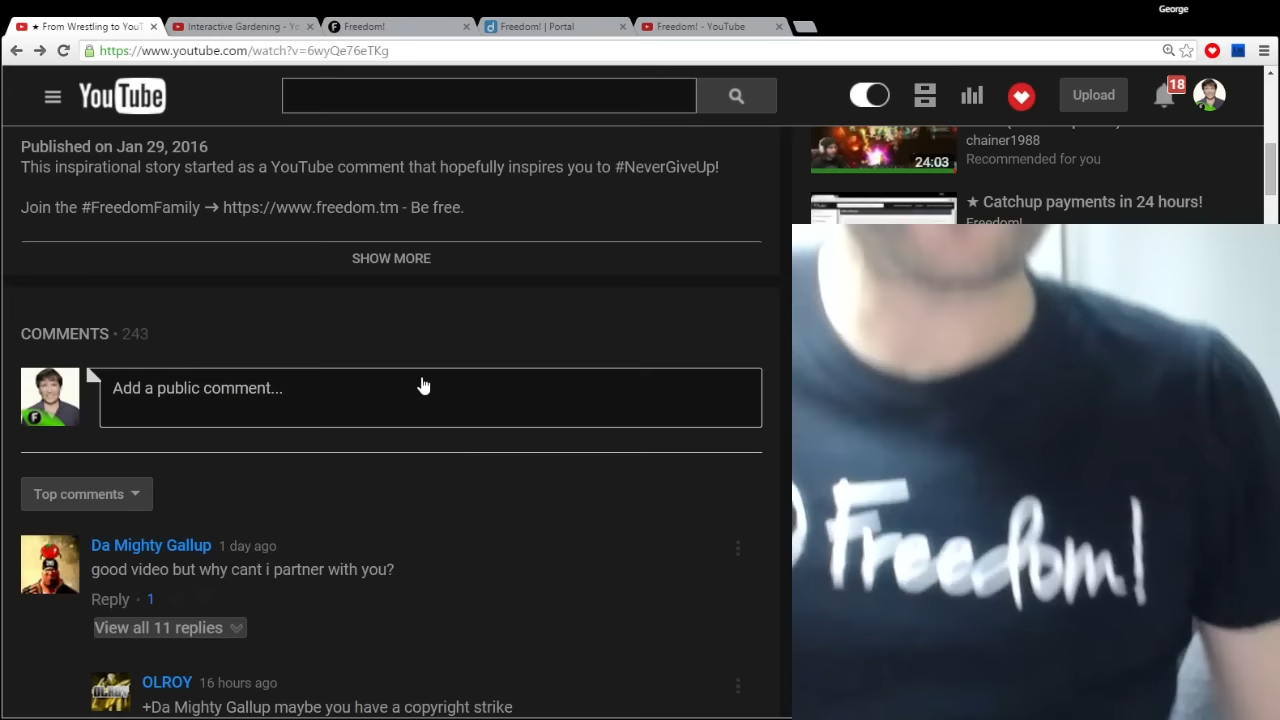 George
★ From Wrestling to YouT
Interactive Gardening - Yo
Freedom!
Freedom! | Portal
Freedom! - YouTube
https://www.youtube.com/watch?v=6wyQe76eTKg
YouTube
Upload
18
Published on Jan 29, 2016
This inspirational story started as a YouTube comment that hopefully inspires you to #NeverGiveUp!
Join the #FreedomFamily → https://www.freedom.tm - Be free.
SHOW MORE
24:03
chainer1988
Recommended for you
★ Catchup payments in 24 hours!
Freedom!
COMMENTS • 243
Add a public comment...
Top comments
Da Mighty Gallup 1 day ago
good video but why cant i partner with you?
Reply • 1
View all 11 replies
OLROY
OLROY 16 hours ago
+Da Mighty Gallup maybe you have a copyright strike
Freedom!